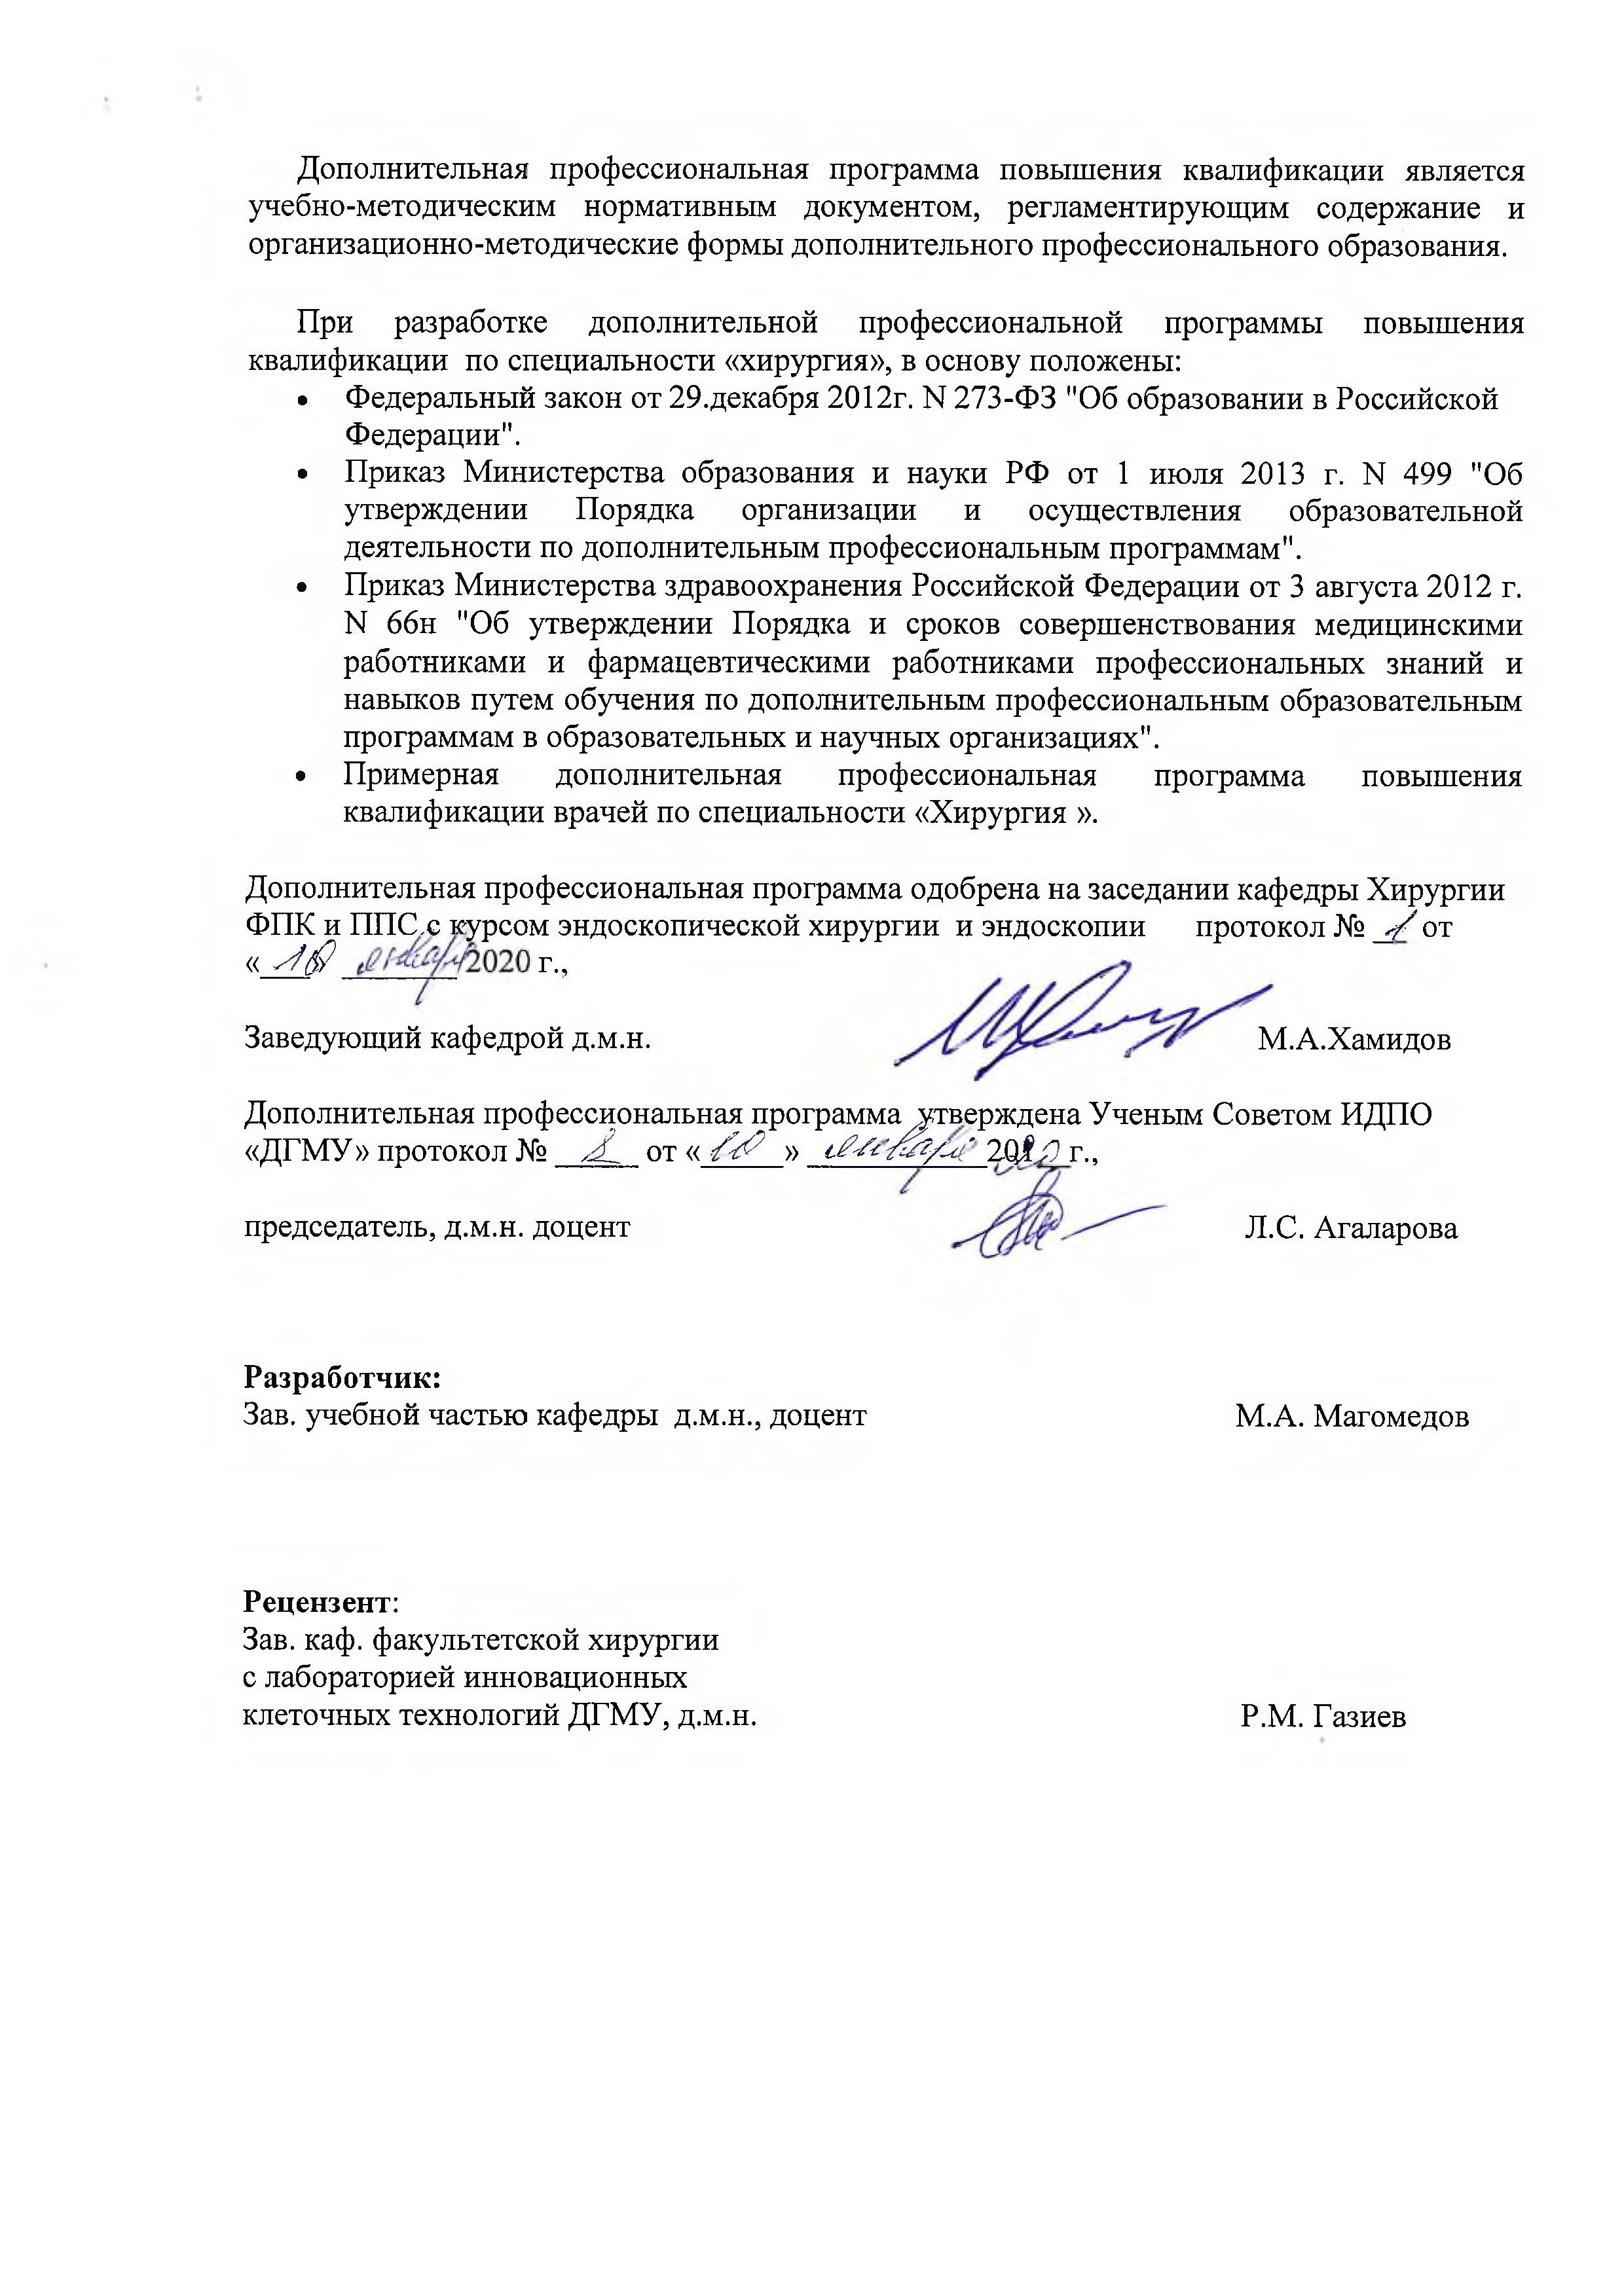 Дополнительная профессиональная программа повышения квалификации является
учебно-методическим нормативным документом, регламентирующим содержание и
организационно-методические формы дополнительного профессионального образования.
При разработке дополнительной профессиональной программы повышения
квалификации по специальности «хирургия», в основу положены:
• Федеральный закон от 29.декабря 2012г. N 273-ФЗ "Об образовании в Российской
Федерации".
• Приказ Министерства образования и науки РФ от 1 июля 2013 г. N 499 "Об
утверждении Порядка организации и осуществления образовательной
деятельности по дополнительным профессиональным программам".
• Приказ Министерства здравоохранения Российской Федерации от 3 августа 2012 г.
N 66н "Об утверждении Порядка и сроков совершенствования медицинскими
работниками и фармацевтическими работниками профессиональных знаний и
навыков путем обучения по дополнительным профессиональным образовательным
программам в образовательных и научных организациях".
• Примерная дополнительная профессиональная программа повышения
квалификации врачей по специальности «Хирургия ».
Дополнительная профессиональная программа одобрена на заседании кафедры Хирургии
ФПК и ППС с курсом эндоскопической хирургии и эндоскопии протокол № 1 от
« » января 2020 г.,
Заведующий кафедрой д.м.н. М.А.Хамидов
Дополнительная профессиональная программа утверждена Ученым Советом ИДПО
«ДГМУ» протокол № от «10» января 2020 г.,
председатель, д.м.н. доцент Л.С. Агаларова
Разработчик:
Зав. учебной частью кафедры д.м.н., доцент М.А. Магомедов
Рецензент:
Зав. каф. факультетской хирургии
с лабораторией инновационных
клеточных технологий ДГМУ, д.м.н. Р.М. Газиев